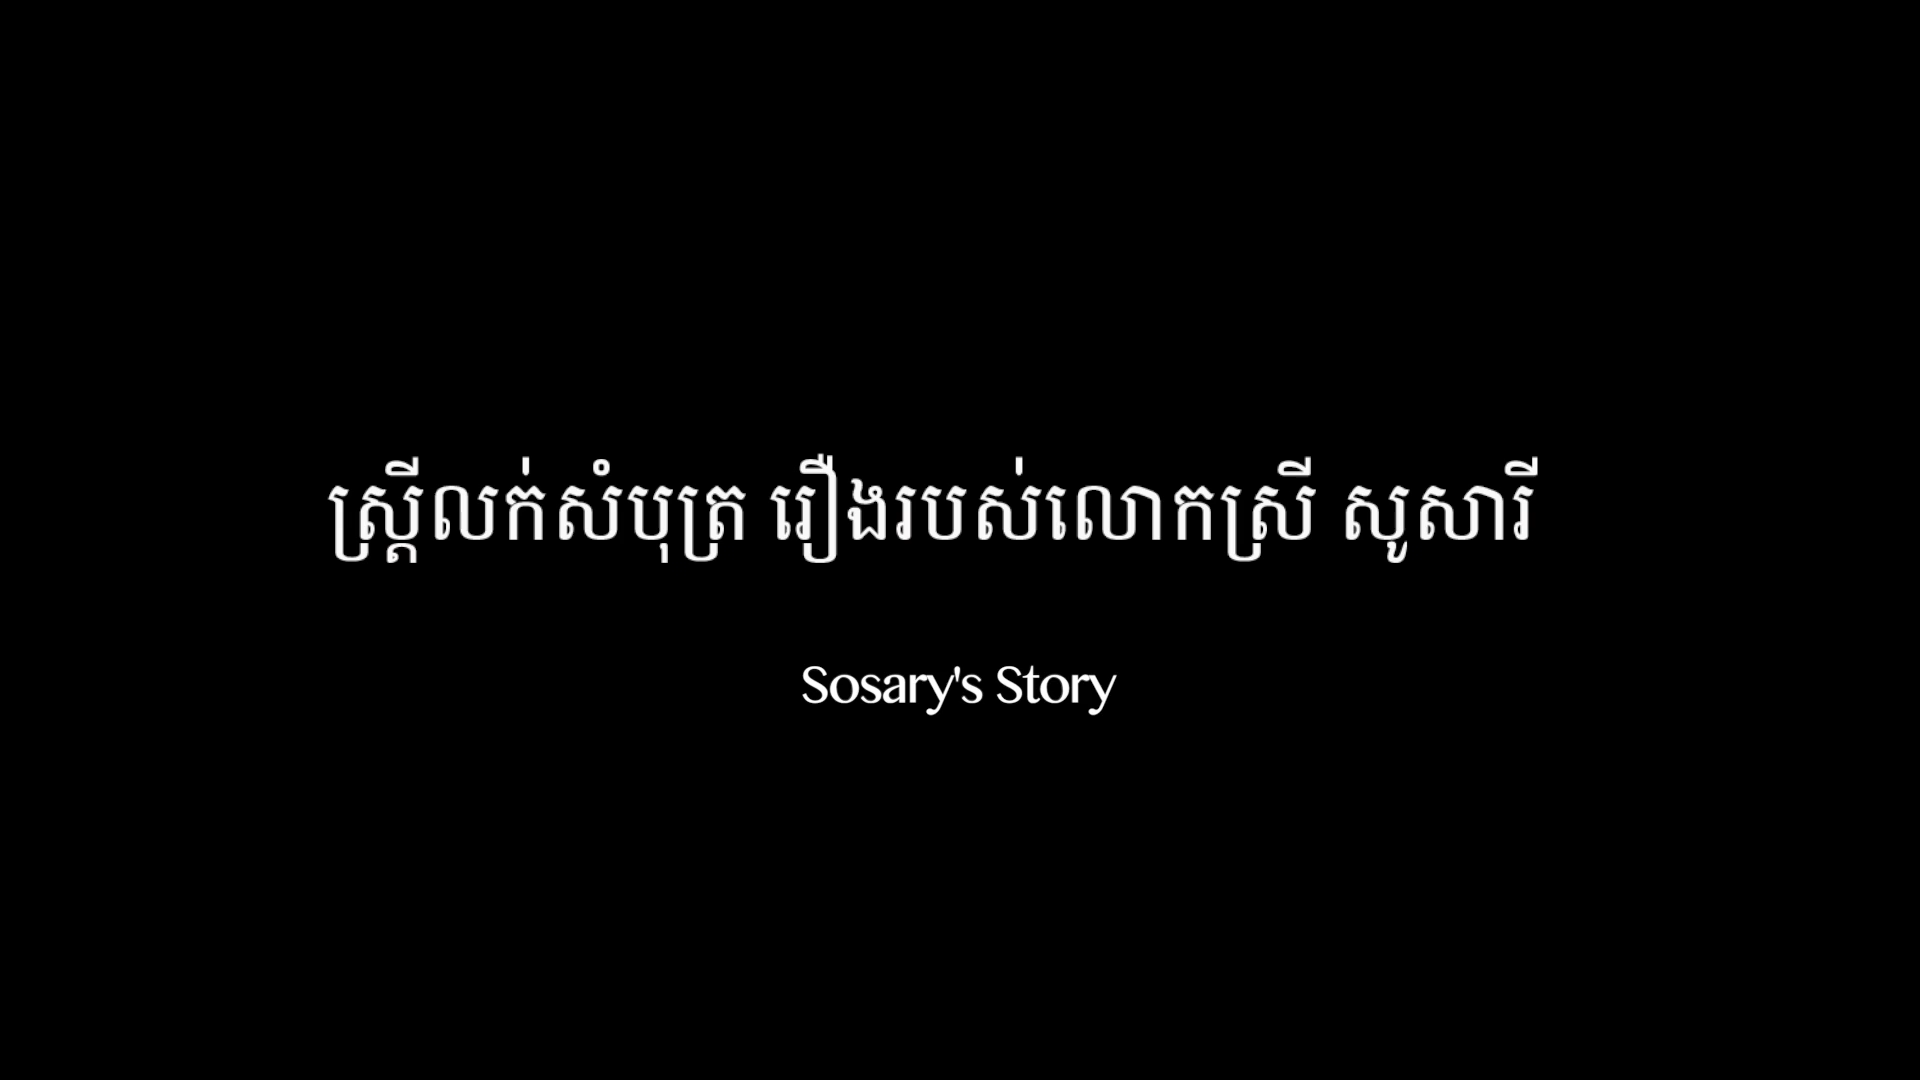 ស្ត្រីលក់សំបុត្រ រឿងរបស់លោកស្រី សូសារី
Sosary's Story